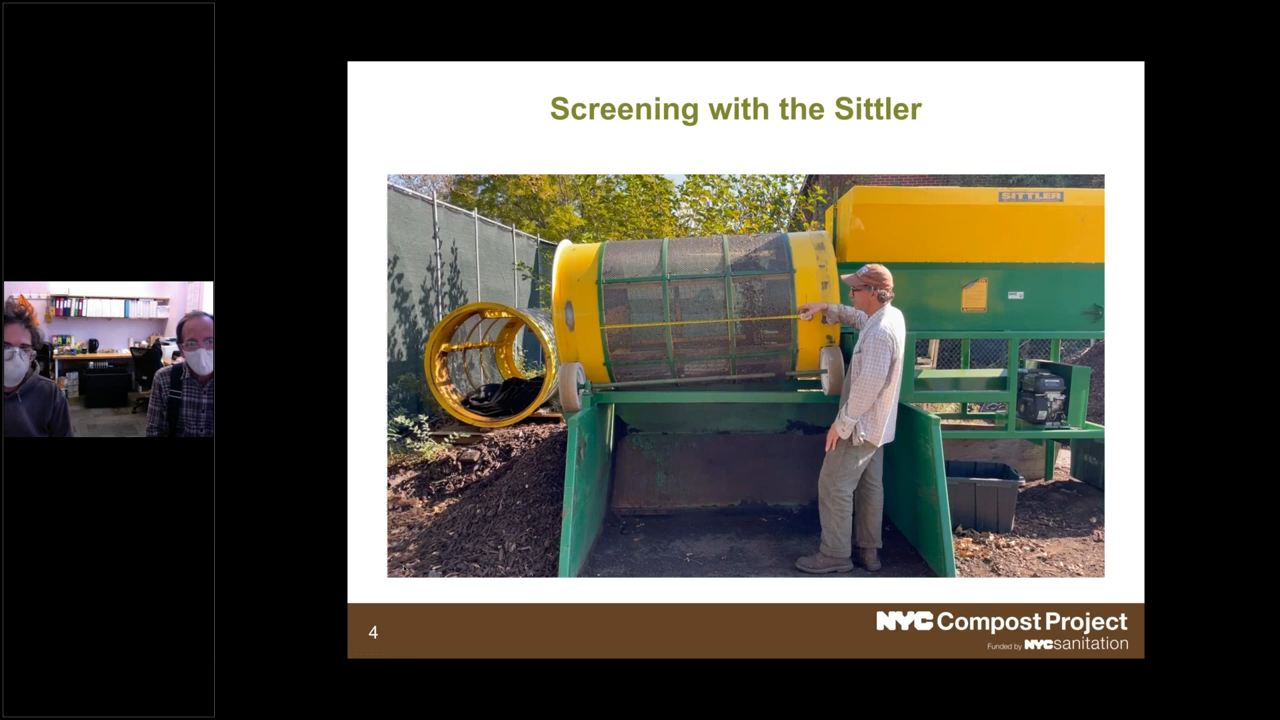 Screening with the Sittler
SITTLER
4
NYC Compost Project
Funded by NYC sanitation